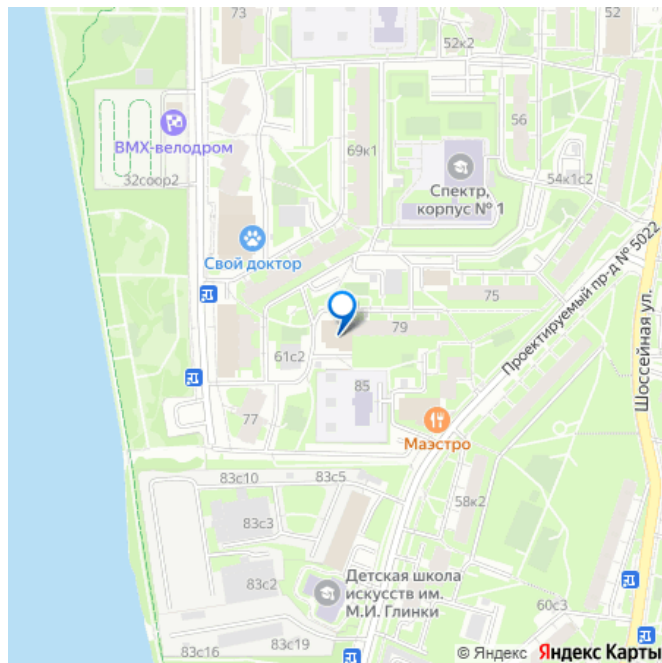 73
52
52к2
ВМХ-велодром
69к1
56
Спектр,
корпус № 1
54к1с2
32соор2
Свой доктор
Проектируемый пр-д № 5022
75
79
61с2
85
Шоссейная ул.
77
Маэстро
83с10
83с5
58к2
83с3
83с2
Детская школа
искусств им.
М.И. Глинки
60с3
83с16
83с19
© Яндекс Яндекс Карты